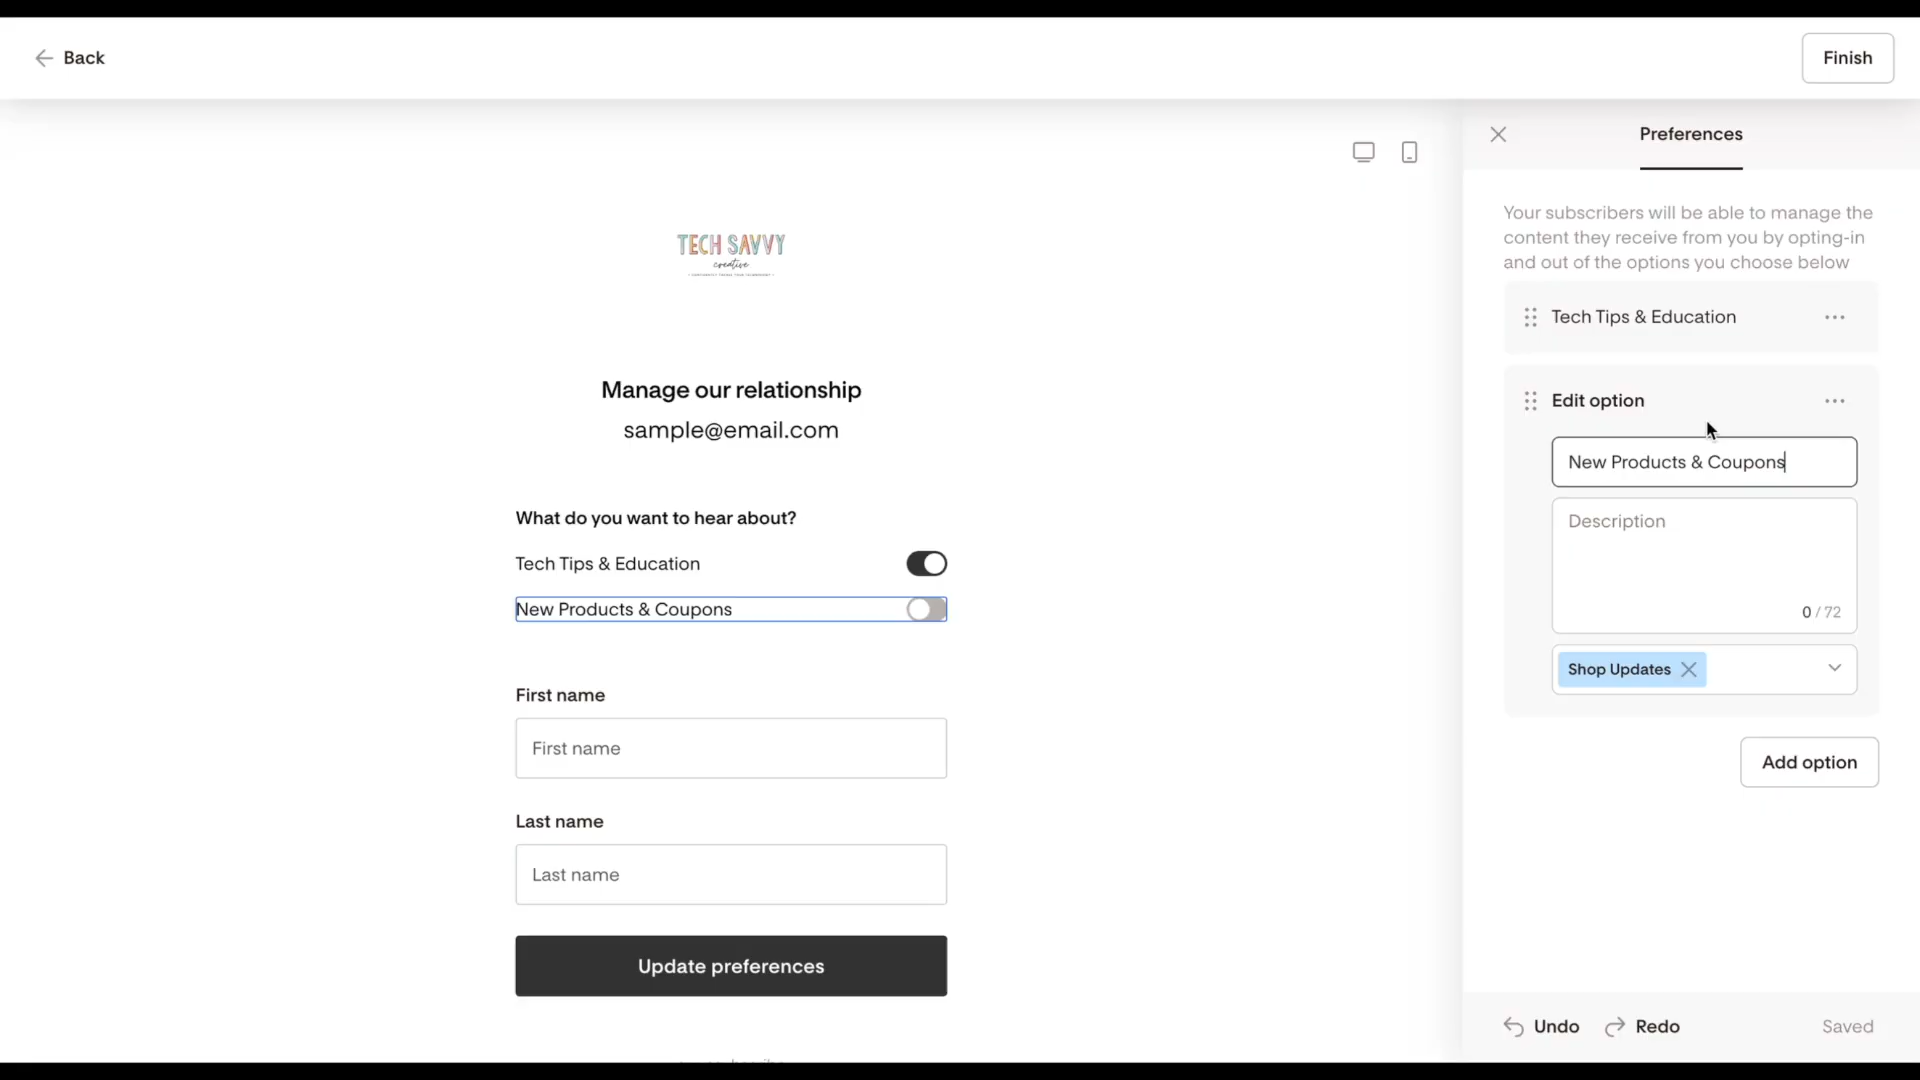 Back
Finish
Preferences
Your subscribers will be able to manage the
content they receive from you by opting-in
and out of the options you choose below
Tech Tips & Education
Edit option
New Products & Coupons
Description
0 / 72
Shop Updates
Add option
Undo
Redo
Saved
TECH SAVVY
creative
Manage our relationship
sample@email.com
What do you want to hear about?
Tech Tips & Education
New Products & Coupons
First name
First name
Last name
Last name
Update preferences